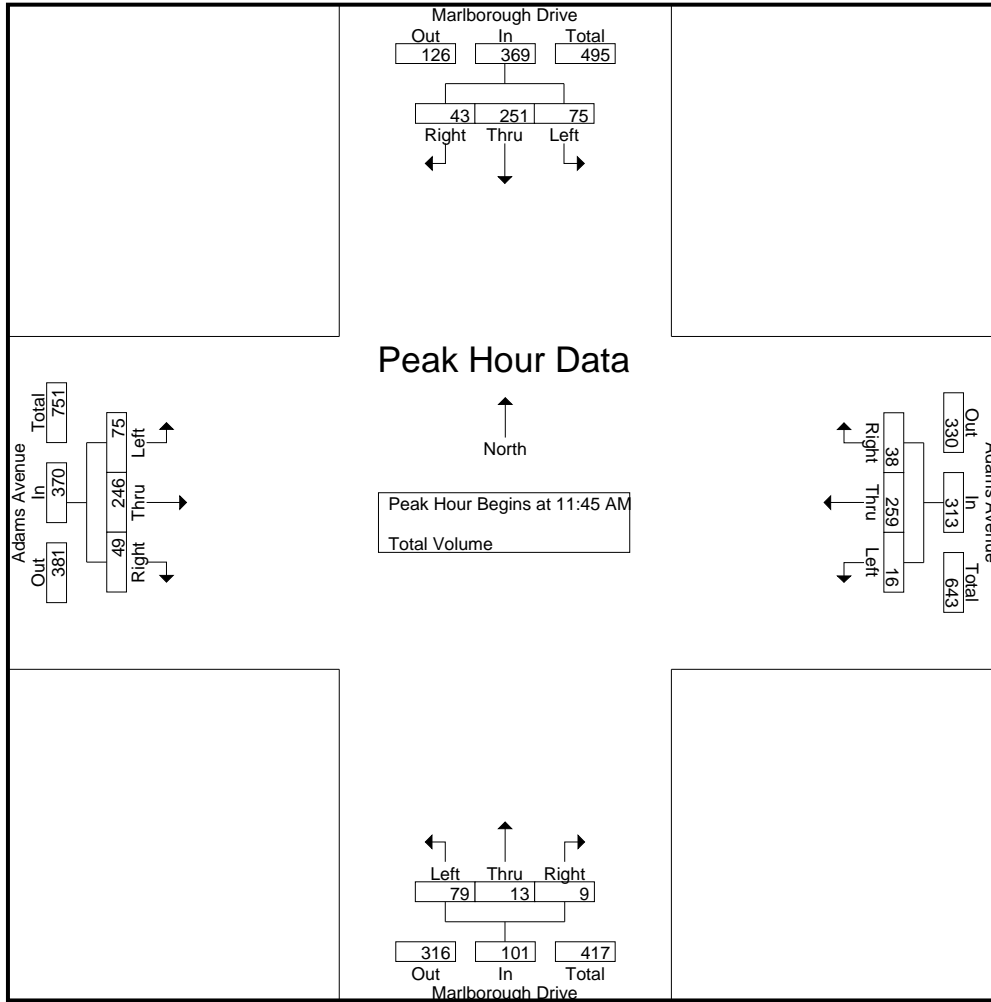 Marlborough Drive
Out In Total
126 369 495
43 251 75
Right Thru Left
Peak Hour Data
North
Peak Hour Begins at 11:45 AM
Total Volume
Adams Avenue
Out In Total
381 370 751
49 246 75
Right Thru Left
Adams Avenue
Out In Total
330 313 643
38 259 16
Right Thru Left
Left Thru Right
79 13 9
316 101 417
Out In Total
Marlborough Drive